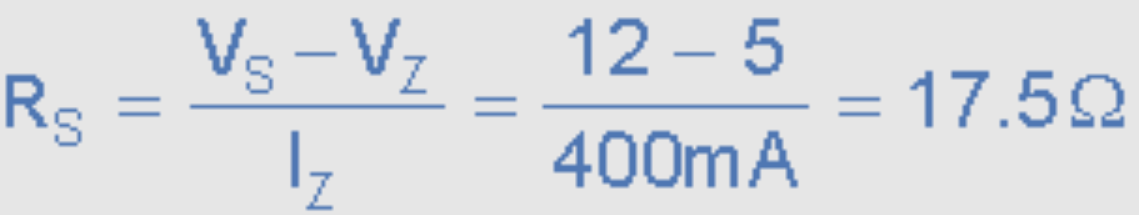 R_S = (V_S − V_Z) / I_Z = (12 − 5) / 400mA = 17.5Ω